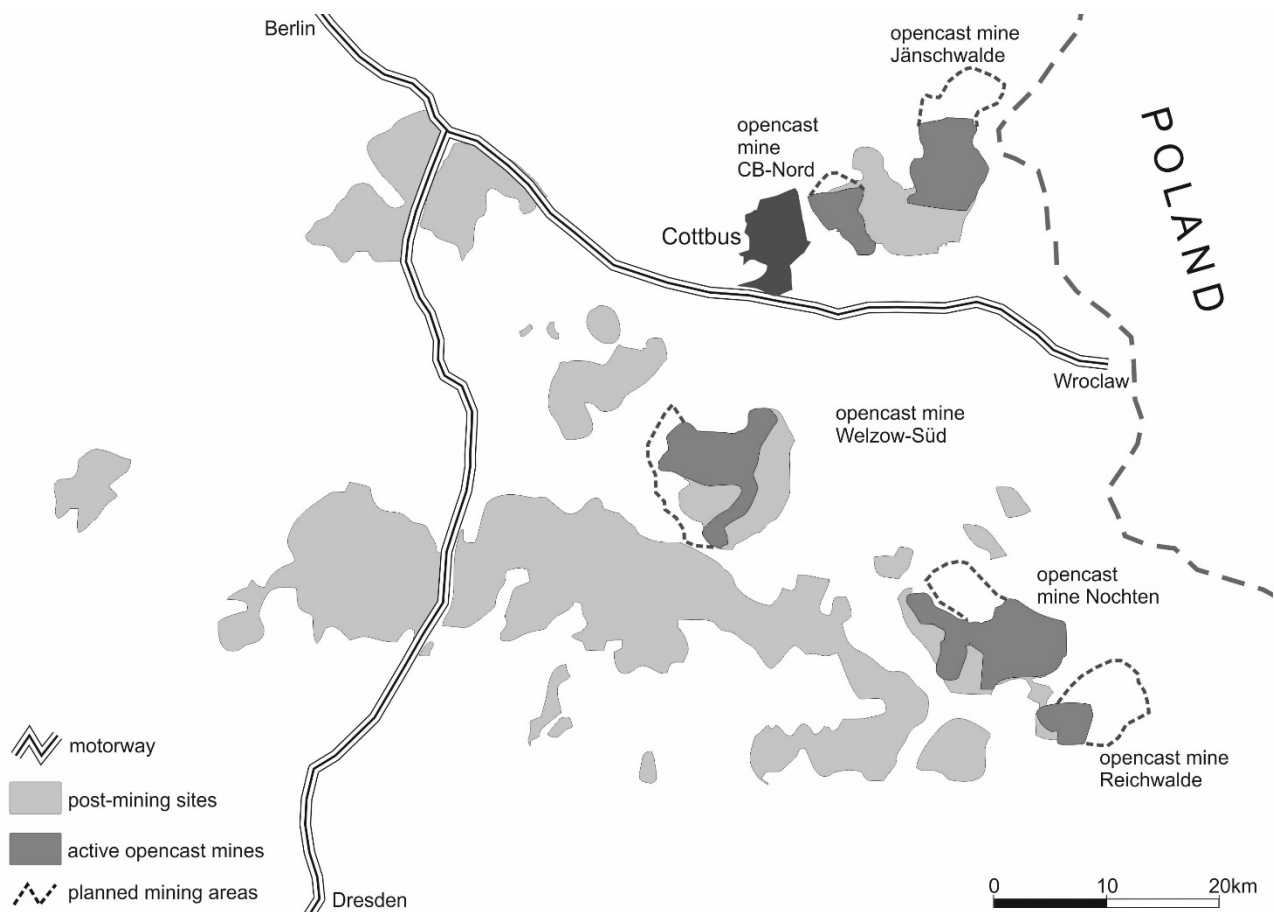 Berlin
opencast mine
Jänschwalde
opencast
mine
CB-Nord
POLAND
Cottbus
Wroclaw
opencast mine
Welzow-Süd
opencast
mine Nochten
opencast mine
Reichwalde
motorway
post-mining sites
active opencast mines
planned mining areas
Dresden
0 10 20km